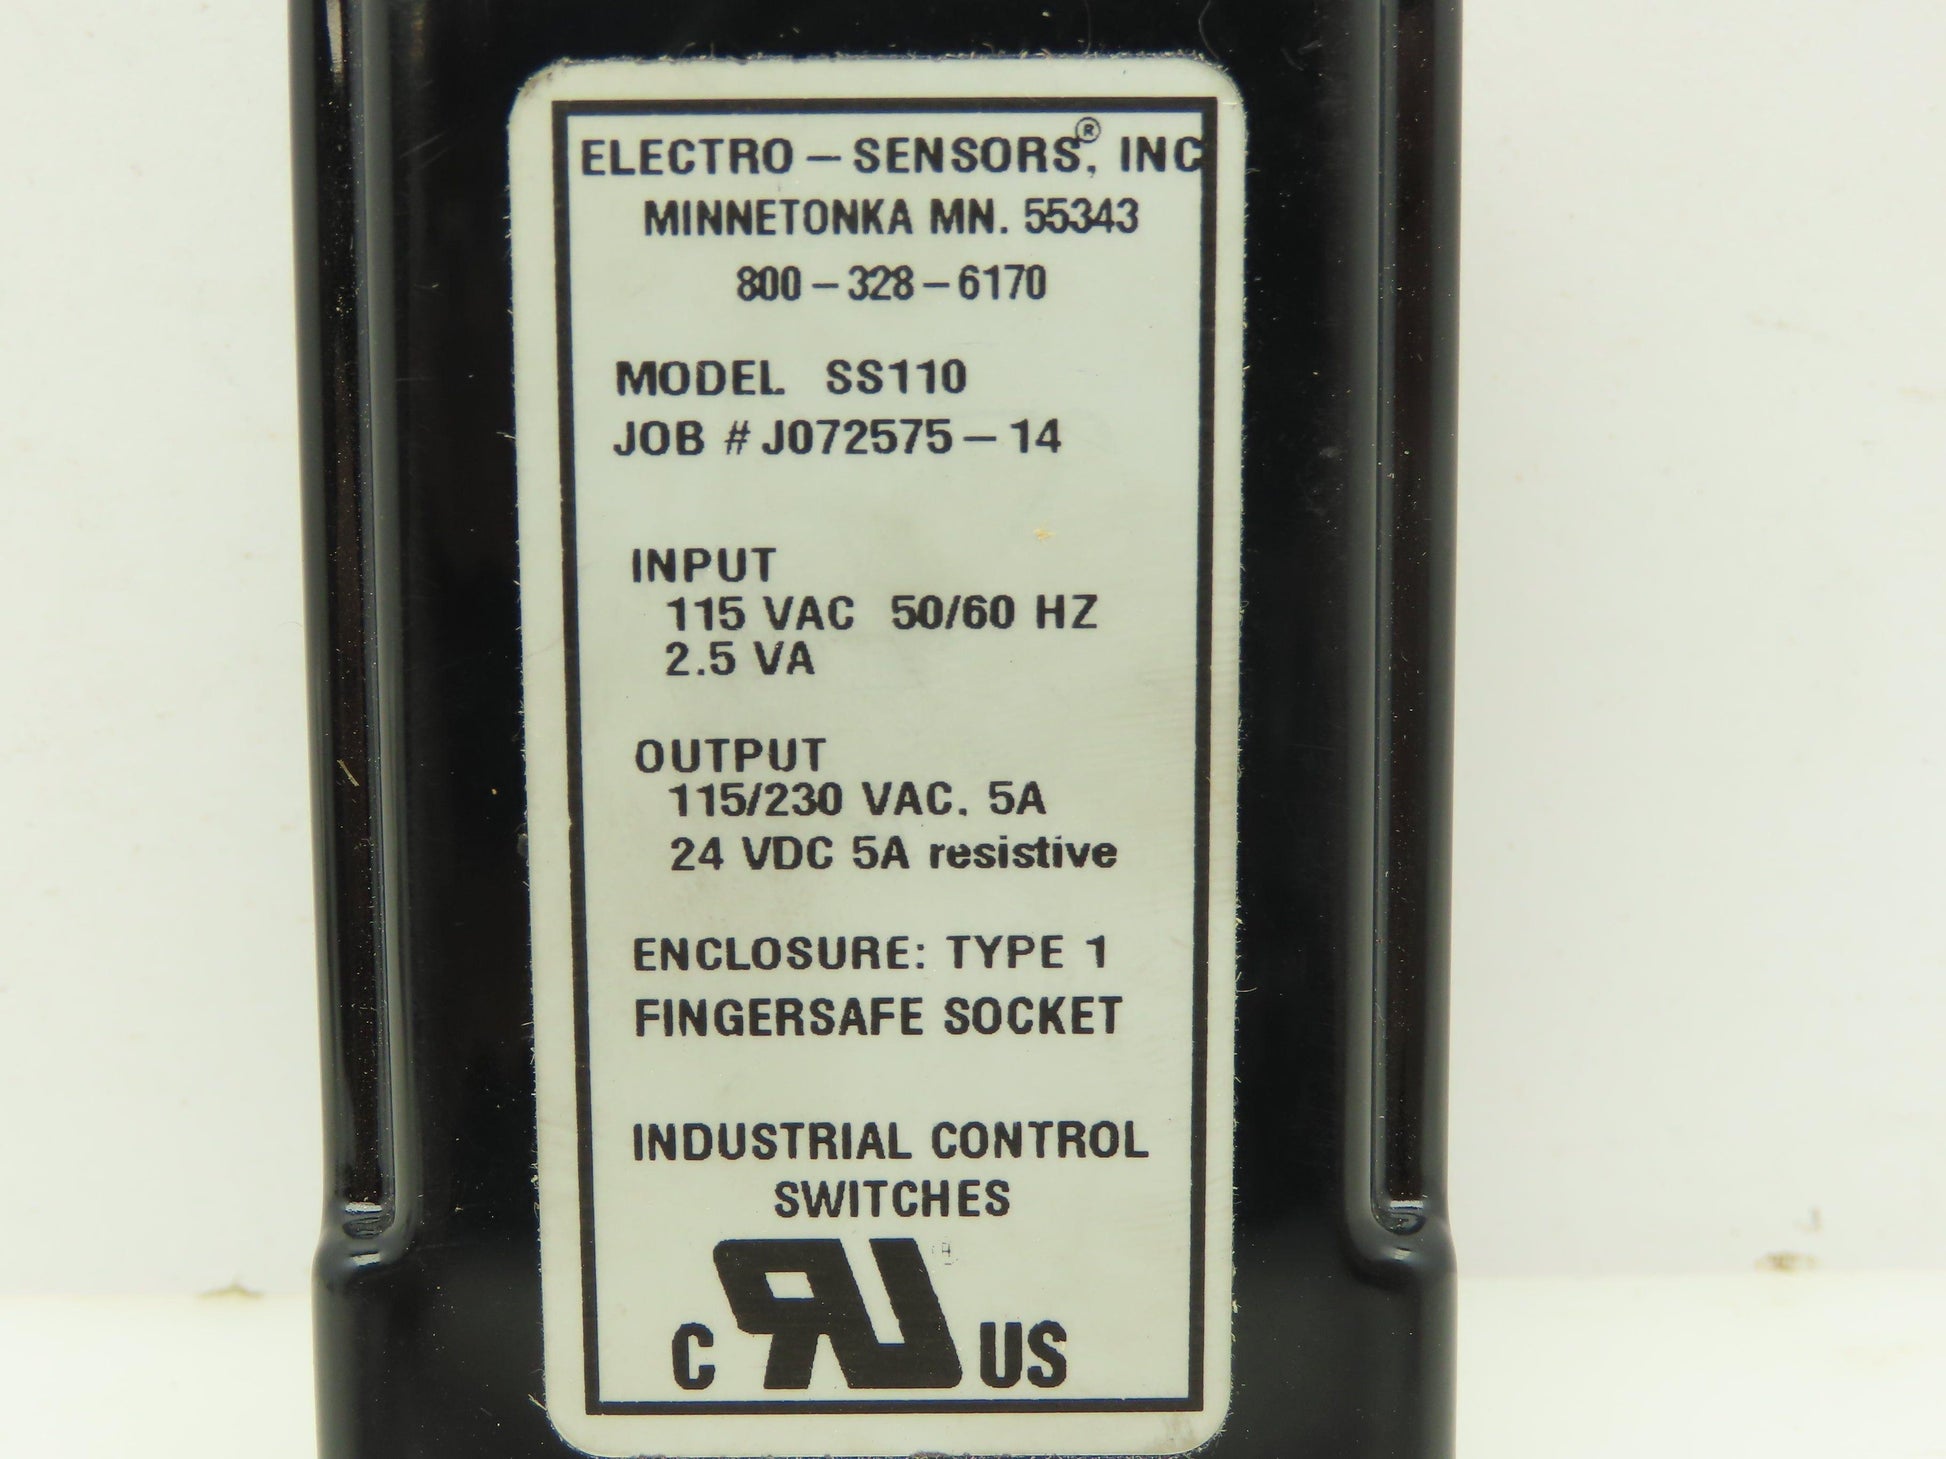 ELECTRO – SENSORS®, INC
MINNETONKA MN. 55343
800 – 328 – 6170
MODEL SS110
JOB # J072575 – 14
INPUT
115 VAC 50/60 HZ
2.5 VA
OUTPUT
115/230 VAC. 5A
24 VDC 5A resistive
ENCLOSURE: TYPE 1
FINGERSAFE SOCKET
INDUSTRIAL CONTROL
SWITCHES
C RU ® US